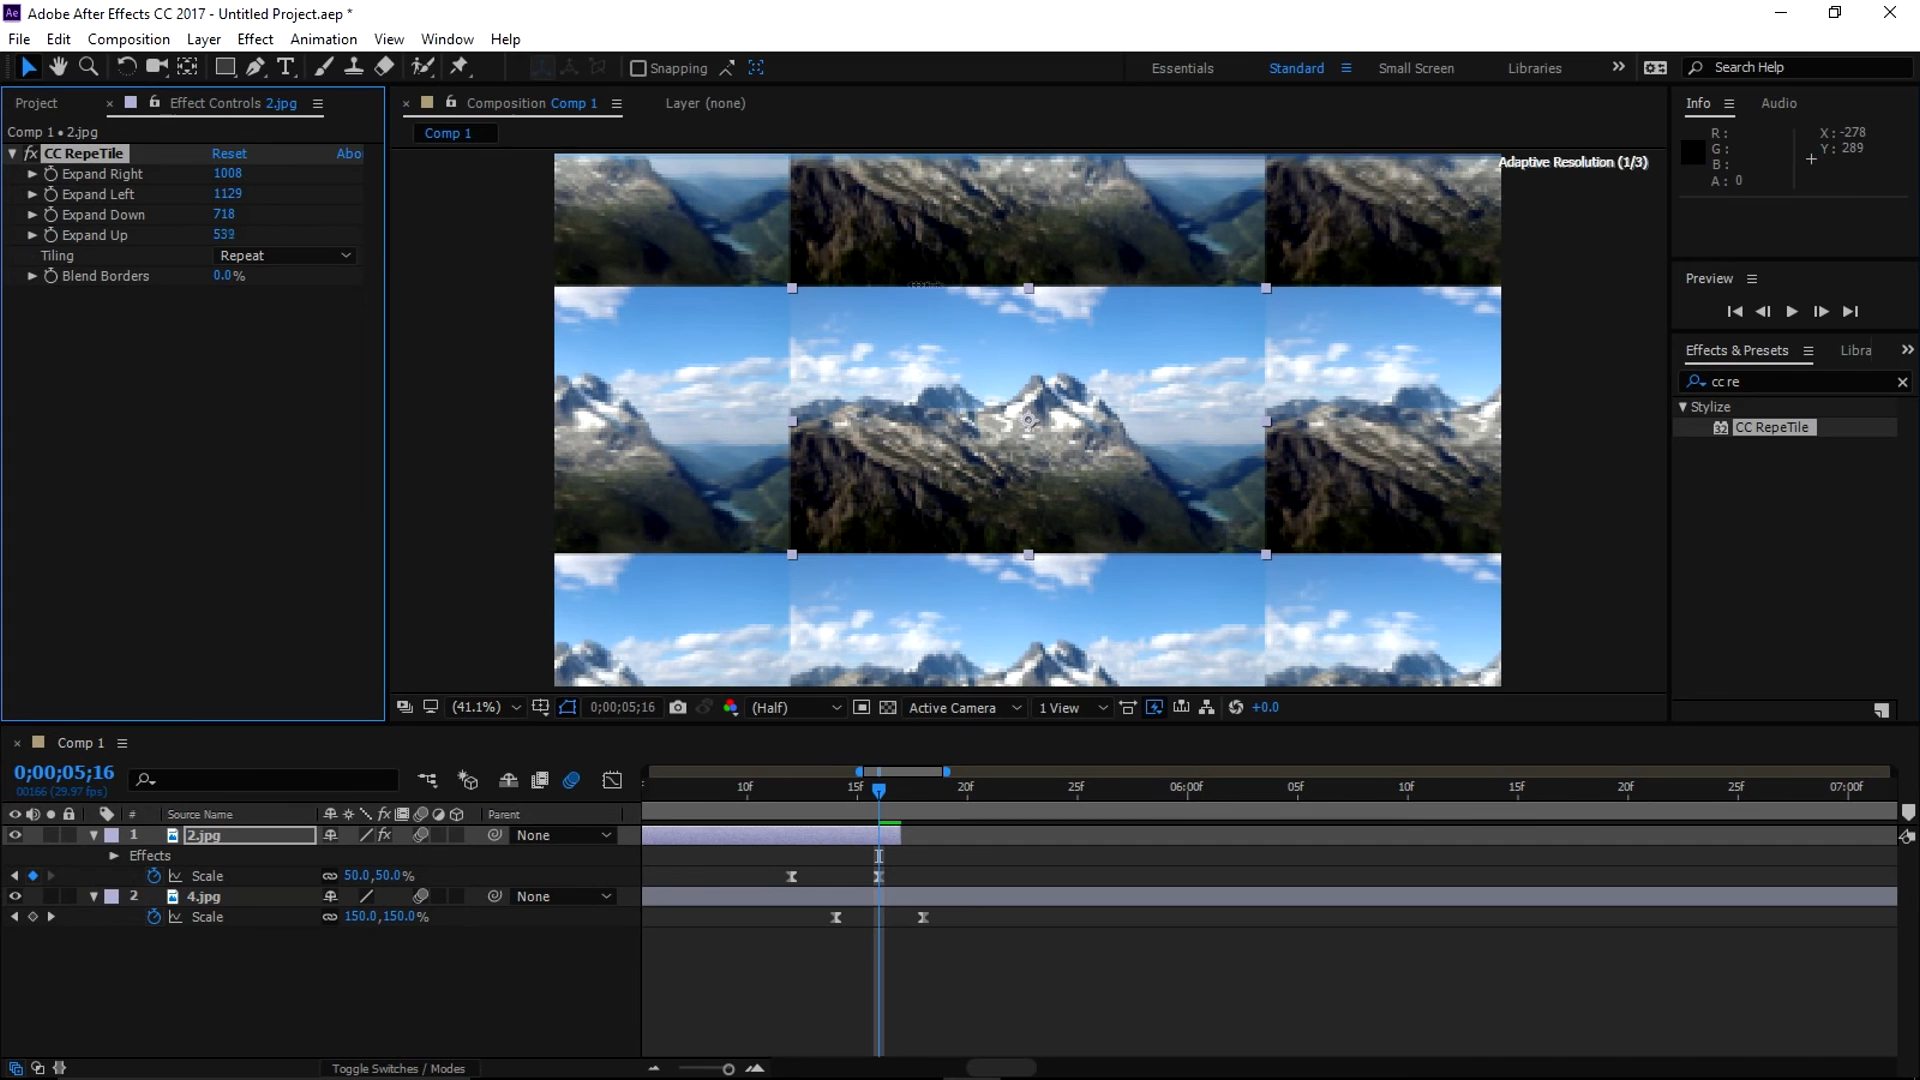 Adobe After Effects CC 2017 - Untitled Project.aep *
File Edit Composition Layer Effect Animation View Window Help
Snapping
Essentials Standard Small Screen Libraries Search Help
Project Effect Controls 2.jpg
Composition Comp 1 Layer (none)
Info Audio
Comp 1 • 2.jpg
Comp 1
R: X: -278
G: Y: 289
B:
A: 0
fx CC RepeTile Reset Abo
Adaptive Resolution (1/3)
Expand Right 1008
Expand Left 1129
Expand Down 718
Expand Up 539
Tiling Repeat
Blend Borders 0.0%
Preview
Effects & Presets Libra
cc re
Stylize
32 CC RepeTile
(41.1%) 0;00;05;16 (Half) Active Camera 1 View +0.0
Comp 1
0;00;05;16
00166 (29.97 fps)
10f 15f 20f 25f 06:00f 05f 10f 15f 20f 25f 07:00f
# Source Name fx Parent
1 2.jpg fx None
Effects
Scale 50.0,50.0%
2 4.jpg None
Scale 150.0,150.0%
Toggle Switches / Modes